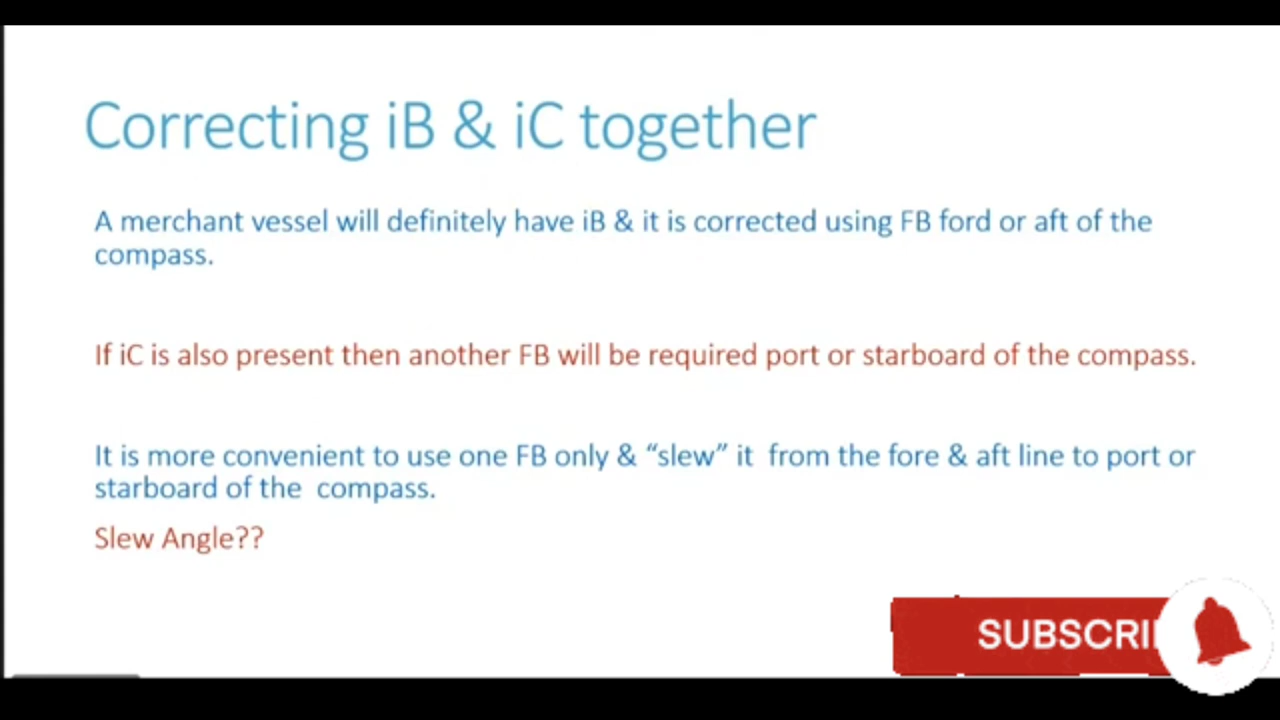 Correcting iB & iC together
A merchant vessel will definitely have iB & it is corrected using FB ford or aft of the
compass.
If iC is also present then another FB will be required port or starboard of the compass.
It is more convenient to use one FB only & “slew” it  from the fore & aft line to port or
starboard of the  compass.
Slew Angle??
SUBSCRI